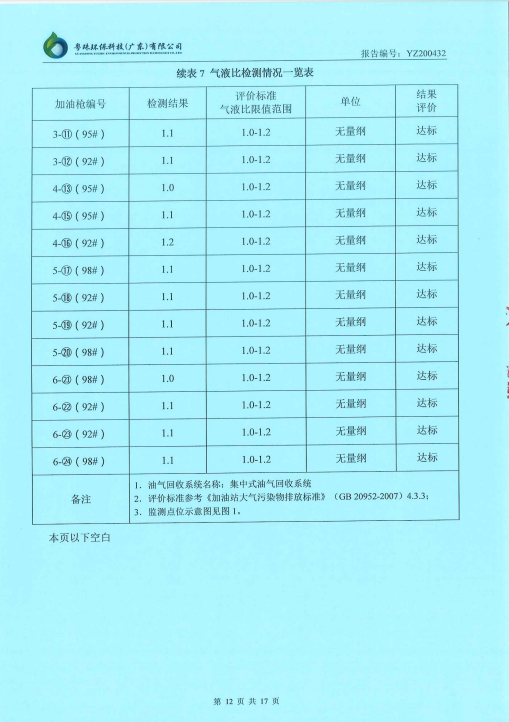 粤珠环保科技(广东)有限公司
报告编号：YZ200432
续表 7 气液比检测情况一览表
加油枪编号 检测结果 评价标准 气液比限值范围 单位 结果评价
3-⑪（95#） 1.1 1.0-1.2 无量纲 达标
3-⑫（92#） 1.1 1.0-1.2 无量纲 达标
4-⑬（95#） 1.0 1.0-1.2 无量纲 达标
4-⑮（95#） 1.1 1.0-1.2 无量纲 达标
4-⑯（92#） 1.2 1.0-1.2 无量纲 达标
5-⑰（98#） 1.1 1.0-1.2 无量纲 达标
5-⑱（92#） 1.1 1.0-1.2 无量纲 达标
5-⑲（92#） 1.1 1.0-1.2 无量纲 达标
5-⑳（98#） 1.1 1.0-1.2 无量纲 达标
6-㉑（98#） 1.0 1.0-1.2 无量纲 达标
6-㉒（92#） 1.1 1.0-1.2 无量纲 达标
6-㉓（92#） 1.1 1.0-1.2 无量纲 达标
6-㉔（98#） 1.1 1.0-1.2 无量纲 达标
备注
1．油气回收系统名称：集中式油气回收系统
2．评价标准参考《加油站大气污染物排放标准》（GB 20952-2007）4.3.3；
3．监测点位示意图见图 1。
本页以下空白
第 12 页 共 17 页